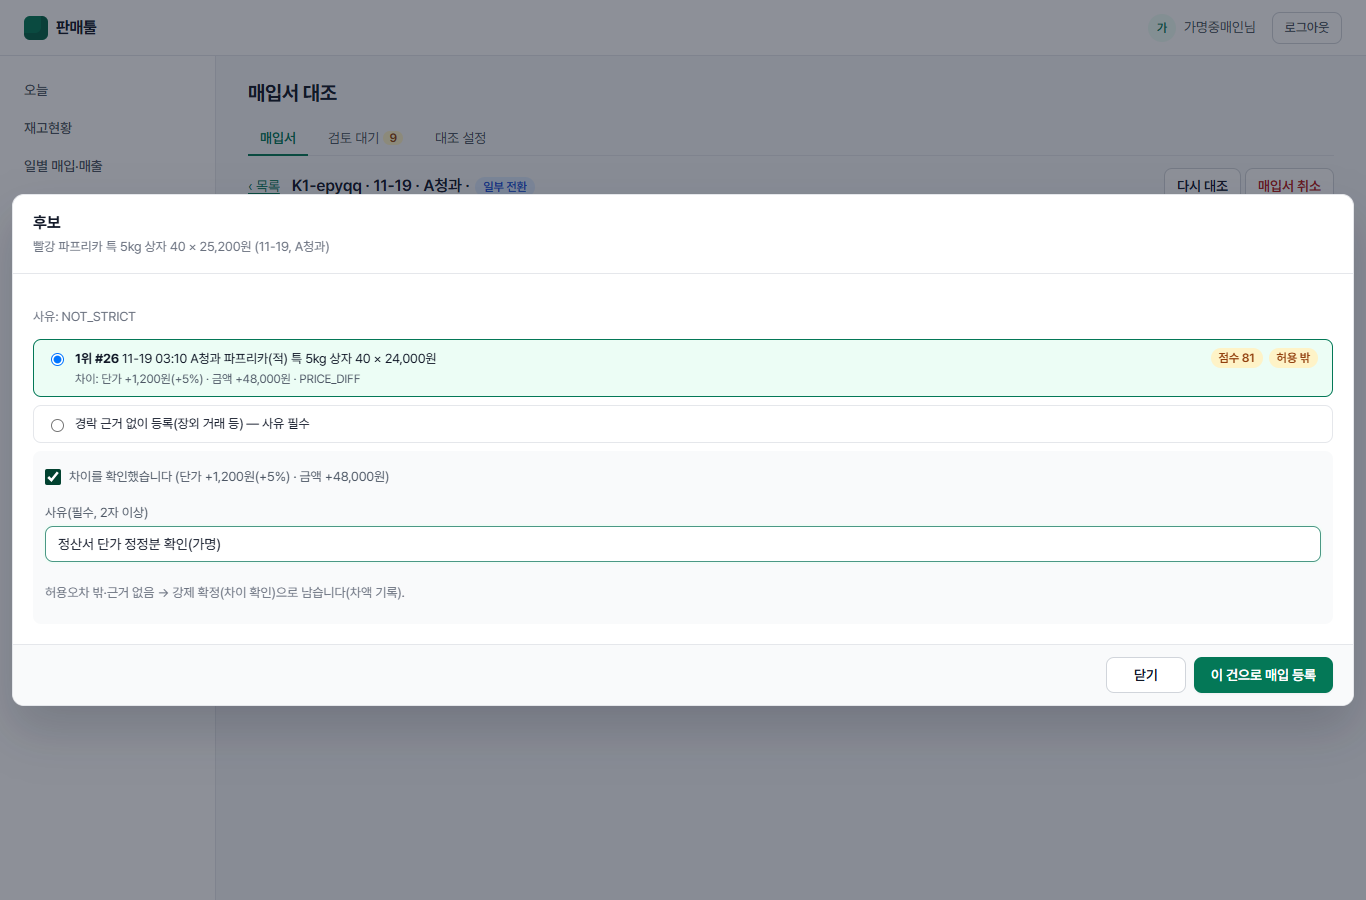 판매툴
가 가명중매인님 로그아웃
오늘
재고현황
일별 매입·매출
매입서 대조
매입서 검토 대기 9 대조 설정
‹ 목록 K1-epyqq · 11-19 · A청과 · 일부 전환 다시 대조 매입서 취소
후보
빨강 파프리카 특 5kg 상자 40 × 25,200원 (11-19, A청과)
사유: NOT_STRICT
1위 #26 11-19 03:10 A청과 파프리카(적) 특 5kg 상자 40 × 24,000원 점수 81 허용 밖
차이: 단가 +1,200원(+5%) · 금액 +48,000원 · PRICE_DIFF
경락 근거 없이 등록(장외 거래 등) — 사유 필수
차이를 확인했습니다 (단가 +1,200원(+5%) · 금액 +48,000원)
사유(필수, 2자 이상)
정산서 단가 정정분 확인(가명)
허용오차 밖·근거 없음 → 강제 확정(차이 확인)으로 남습니다(차액 기록).
닫기 이 건으로 매입 등록